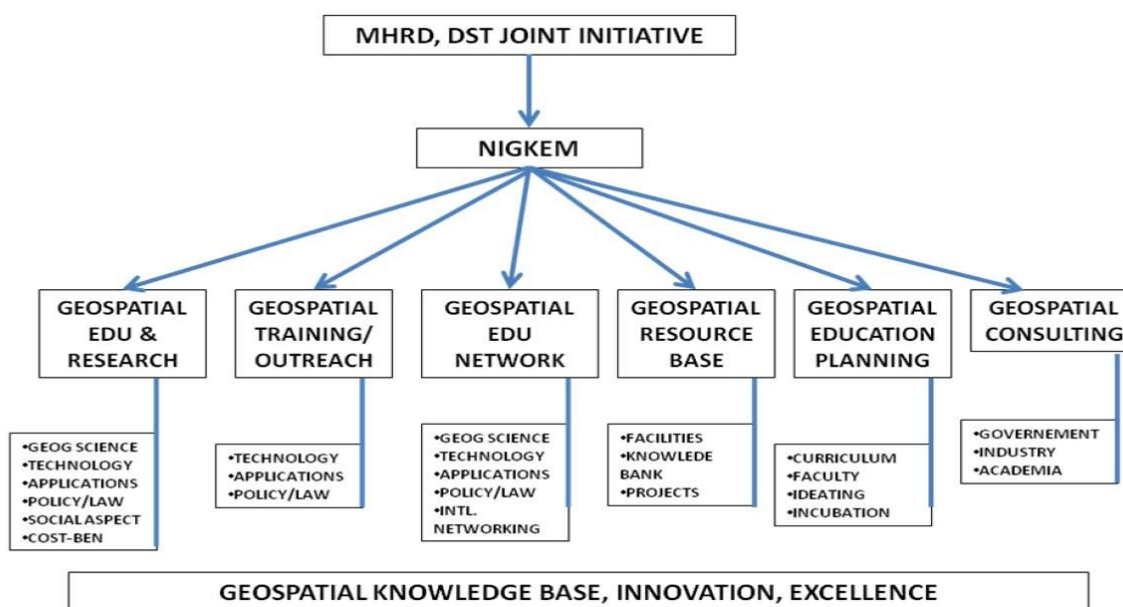 MHRD, DST JOINT INITIATIVE
NIGKEM
GEOSPATIAL
EDU &
RESEARCH
GEOSPATIAL
TRAINING/
OUTREACH
GEOSPATIAL
EDU
NETWORK
GEOSPATIAL
RESOURCE
BASE
GEOSPATIAL
EDUCATION
PLANNING
GEOSPATIAL
CONSULTING
•GEOG SCIENCE
•TECHNOLOGY
•APPLICATIONS
•POLICY/LAW
•SOCIAL ASPECT
•COST-BEN
•TECHNOLOGY
•APPLICATIONS
•POLICY/LAW
•GEOG SCIENCE
•TECHNOLOGY
•APPLICATIONS
•POLICY/LAW
•INTL.
NETWORKING
•FACILITIES
•KNOWLEDE
BANK
•PROJECTS
•CURRICULUM
•FACULTY
•IDEATING
•INCUBATION
•GOVERNEMENT
•INDUSTRY
•ACADEMIA
GEOSPATIAL KNOWLEDGE BASE, INNOVATION, EXCELLENCE